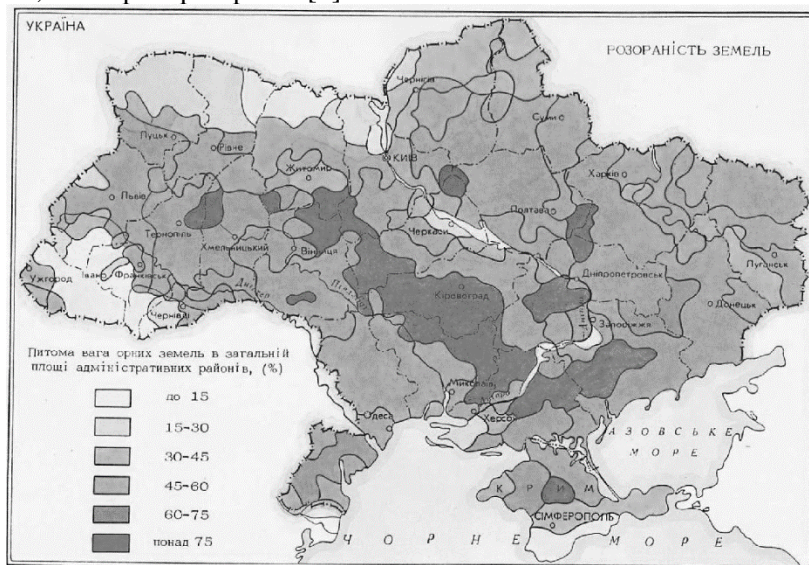 УКРАЇНА
РОЗОРАНІСТЬ ЗЕМЕЛЬ
Чернігів
Суми
Луцьк
Рівне
КИЇВ
Житомир
Харків
Львів
Тернопіль
Хмельницький
Вінниця
Черкаси
Полтава
Луганськ
Ужгород
Івано
Франківськ
Чернівці
Дністер
Кіровоград
Дніпропетровськ
Донецьк
Запоріжжя
Питома вага орних земель в загальній
площі адміністративних районів, (%)
до 15
15-30
30-45
45-60
60-75
понад 75
Миколаїв
Одеса
Херсо
АЗОВСЬКЕ
МОРЕ
КРИМ
СІМФЕРОПОЛЬ
ЧОРНЕ МОРЕ